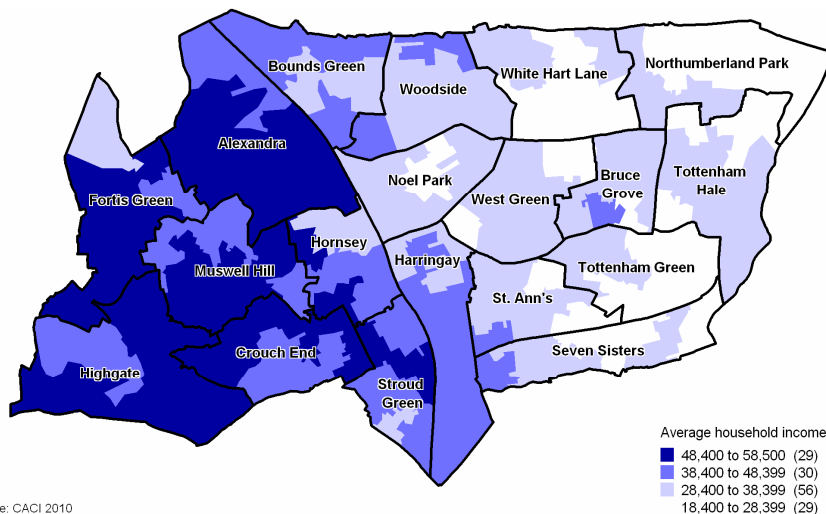 Bounds Green
Woodside
White Hart Lane
Northumberland Park
Alexandra
Noel Park
West Green
Bruce
Grove
Tottenham
Hale
Fortis Green
Hornsey
Harringay
Muswell Hill
Tottenham Green
St. Ann's
Highgate
Crouch End
Stroud
Green
Seven Sisters
Average household income
48,400 to 58,500 (29)
38,400 to 48,399 (30)
28,400 to 38,399 (56)
18,400 to 28,399 (29)
e: CACI 2010